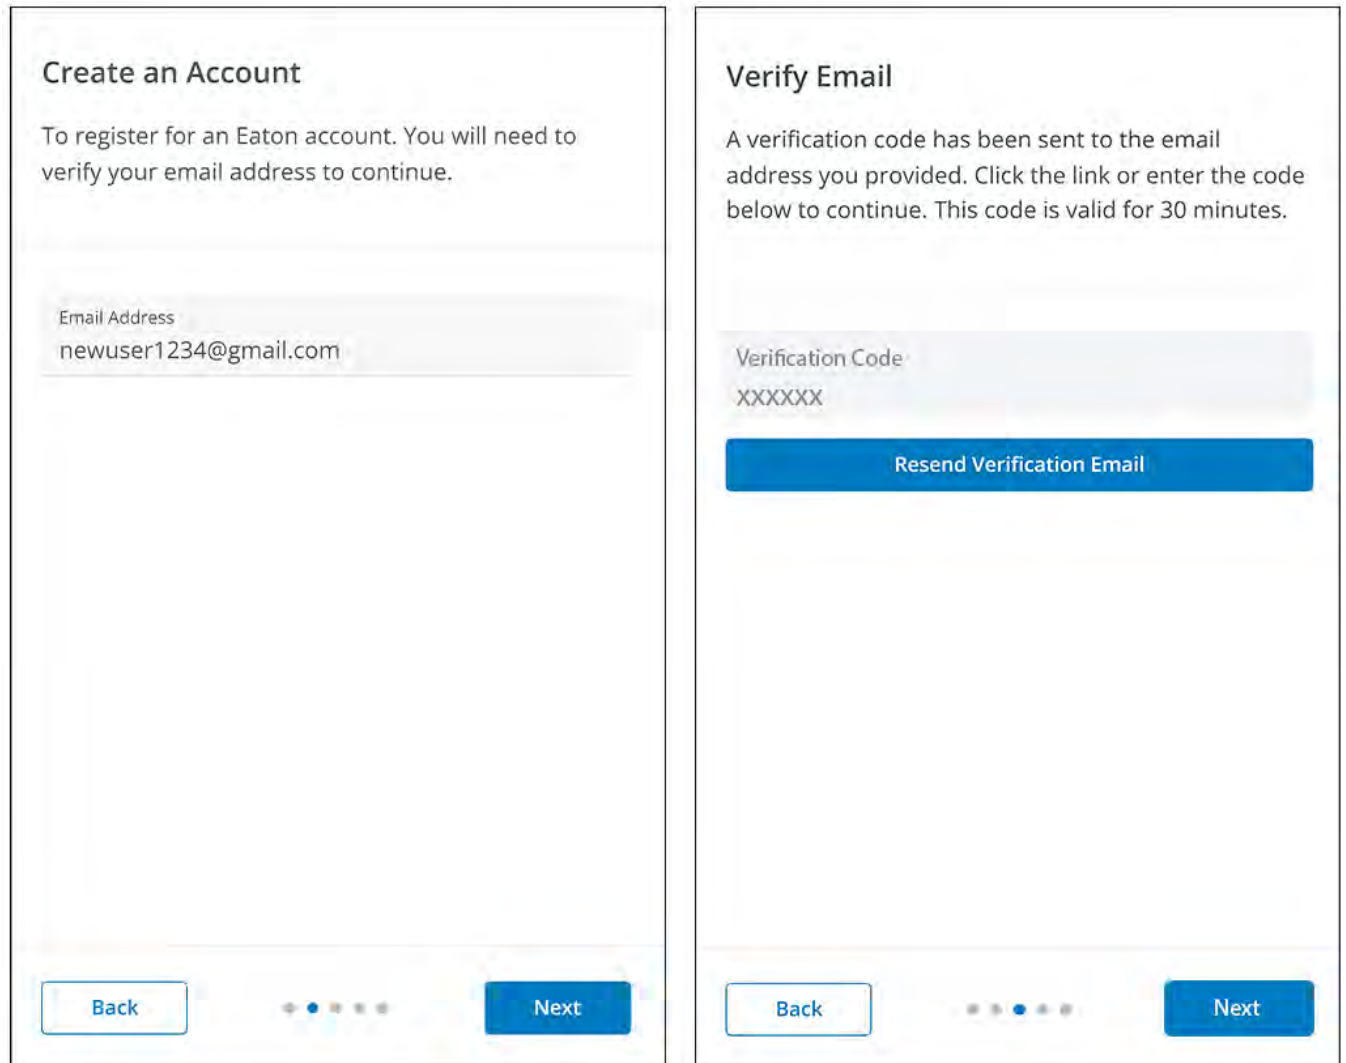 Create an Account
To register for an Eaton account. You will need to
verify your email address to continue.
Email Address
newuser1234@gmail.com
Back
Next
Verify Email
A verification code has been sent to the email
address you provided. Click the link or enter the code
below to continue. This code is valid for 30 minutes.
Verification Code
XXXXXX
Resend Verification Email
Back
Next